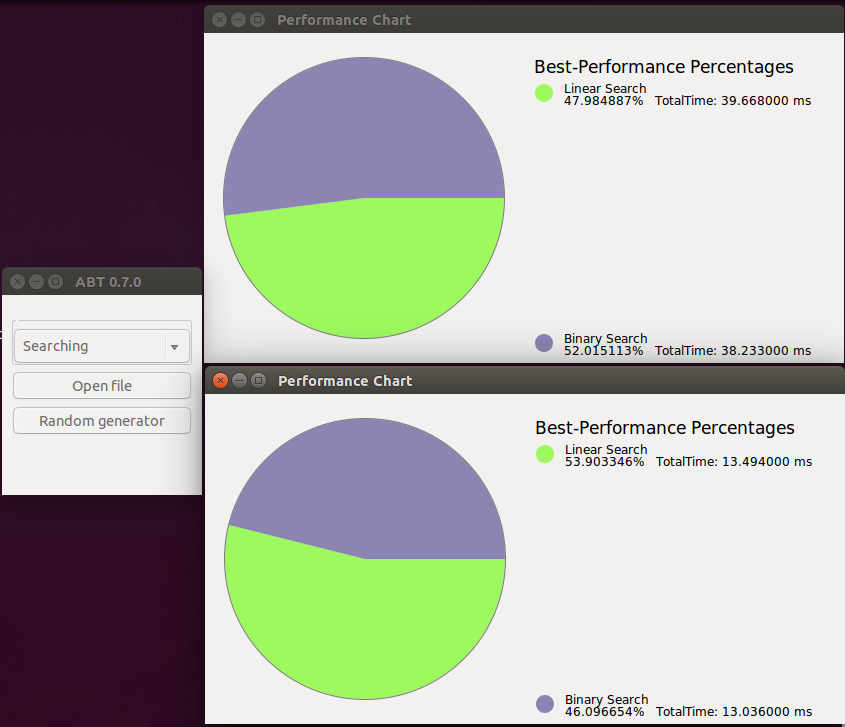 Performance Chart
Best-Performance Percentages
Linear Search
47.984887% TotalTime: 39.668000 ms
Binary Search
52.015113% TotalTime: 38.233000 ms
ABT 0.7.0
Searching
Open file
Random generator
Performance Chart
Best-Performance Percentages
Linear Search
53.903346% TotalTime: 13.494000 ms
Binary Search
46.096654% TotalTime: 13.036000 ms